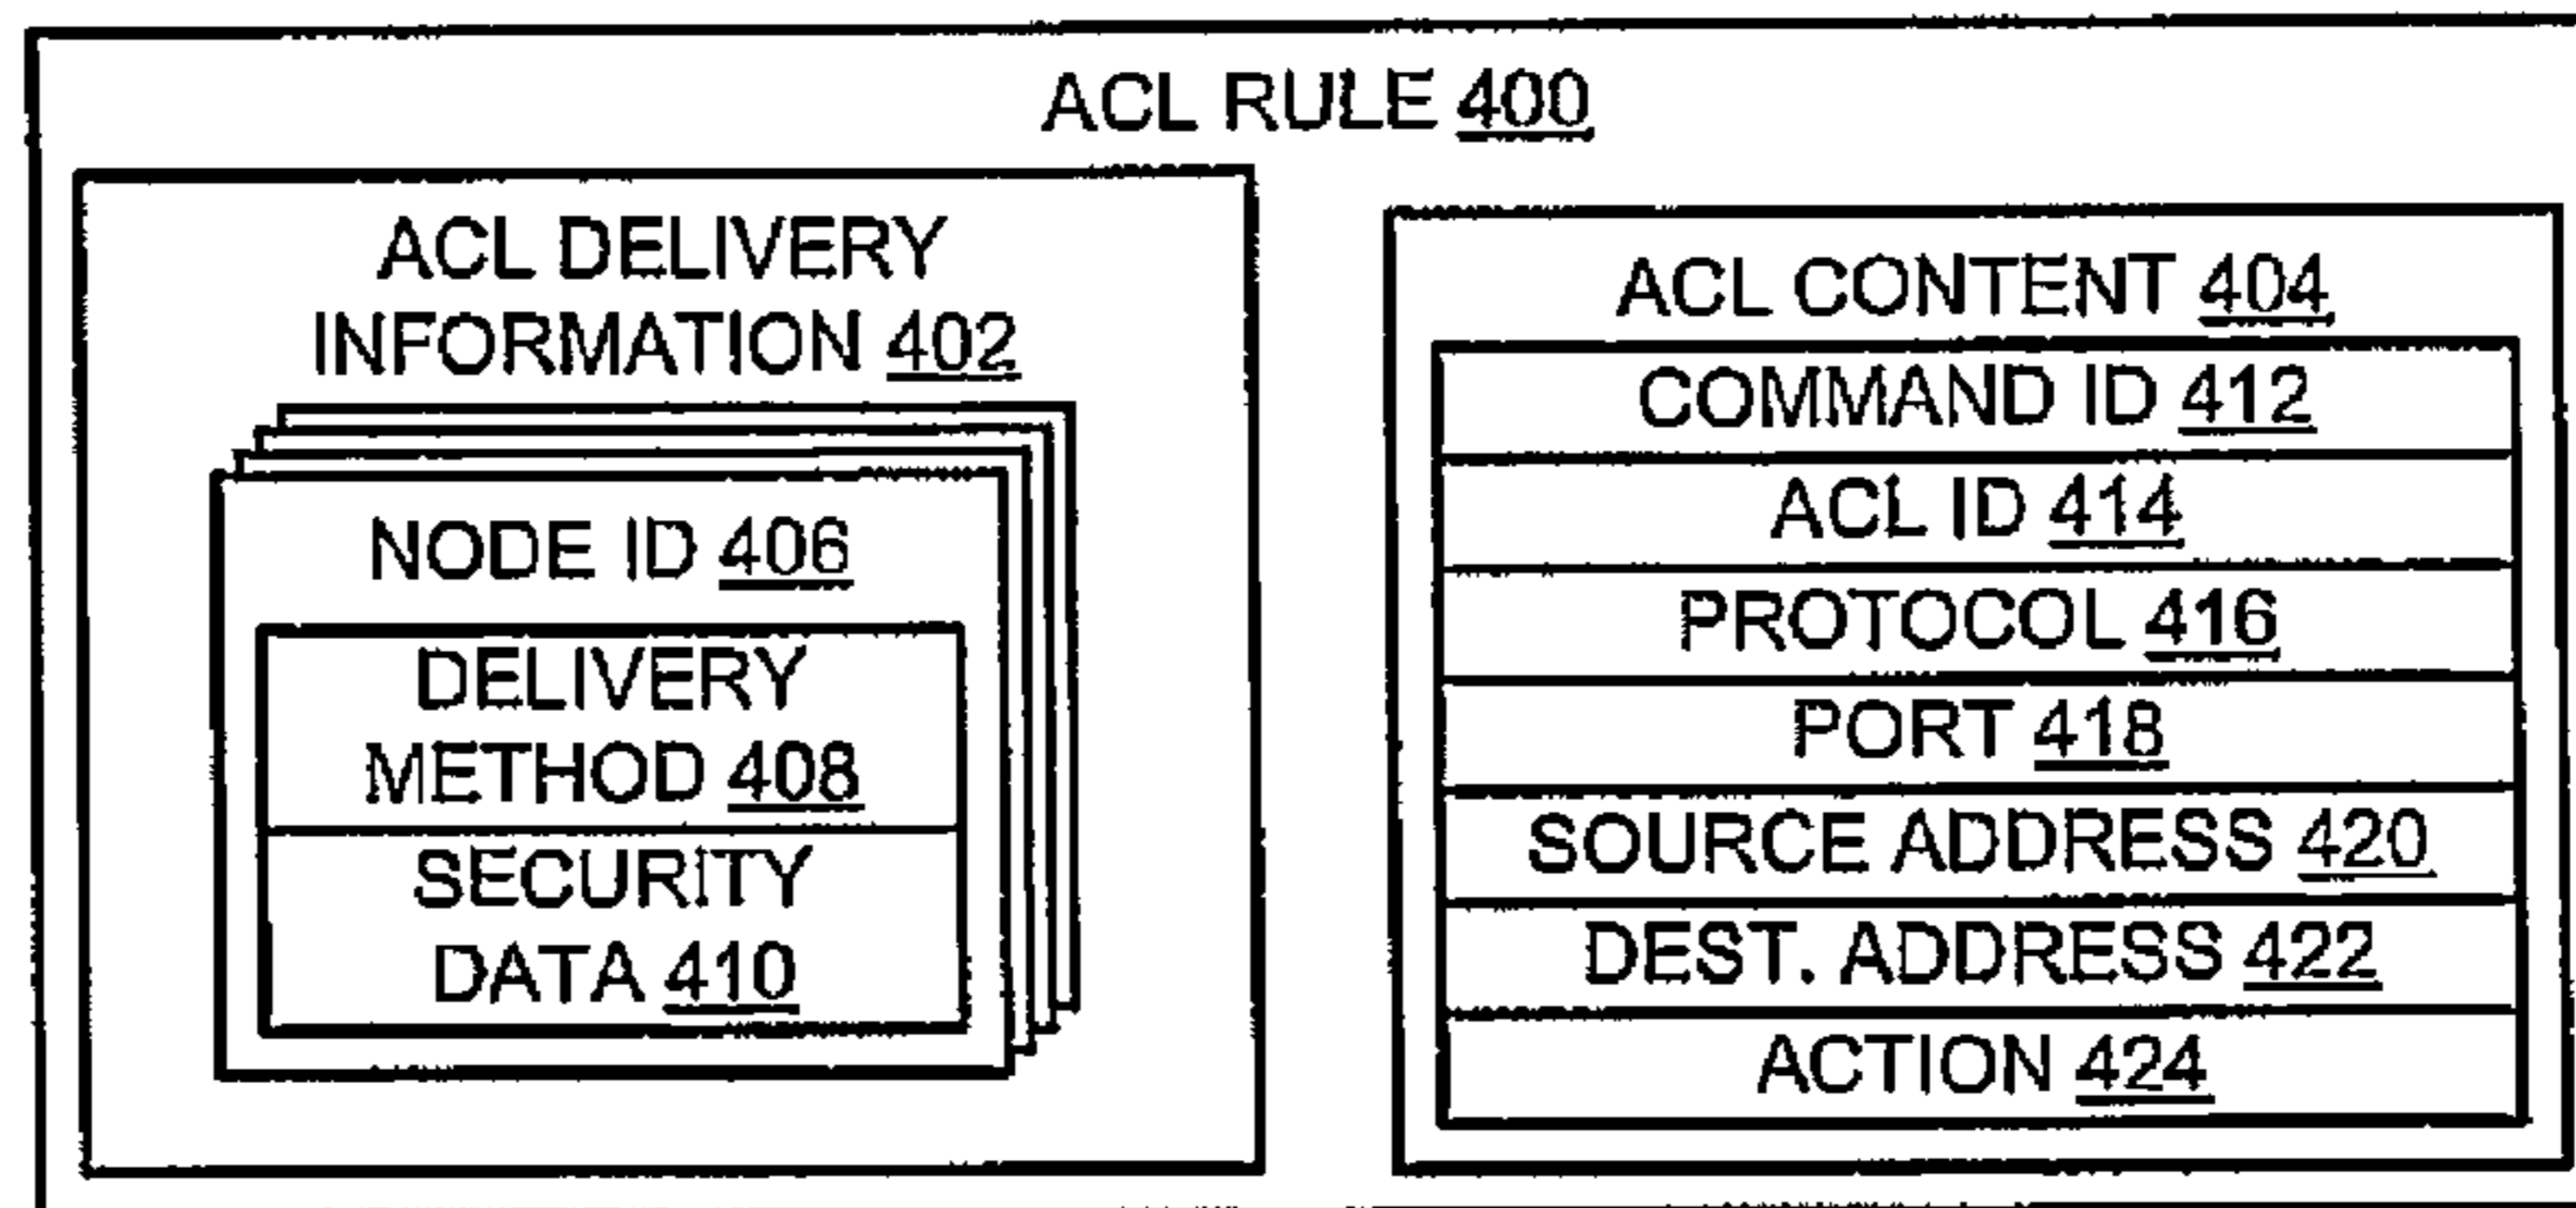 ACL RULE 400
ACL DELIVERY
INFORMATION 402
NODE ID 406
DELIVERY
METHOD 408
SECURITY
DATA 410
ACL CONTENT 404
COMMAND ID 412
ACL ID 414
PROTOCOL 416
PORT 418
SOURCE ADDRESS 420
DEST. ADDRESS 422
ACTION 424